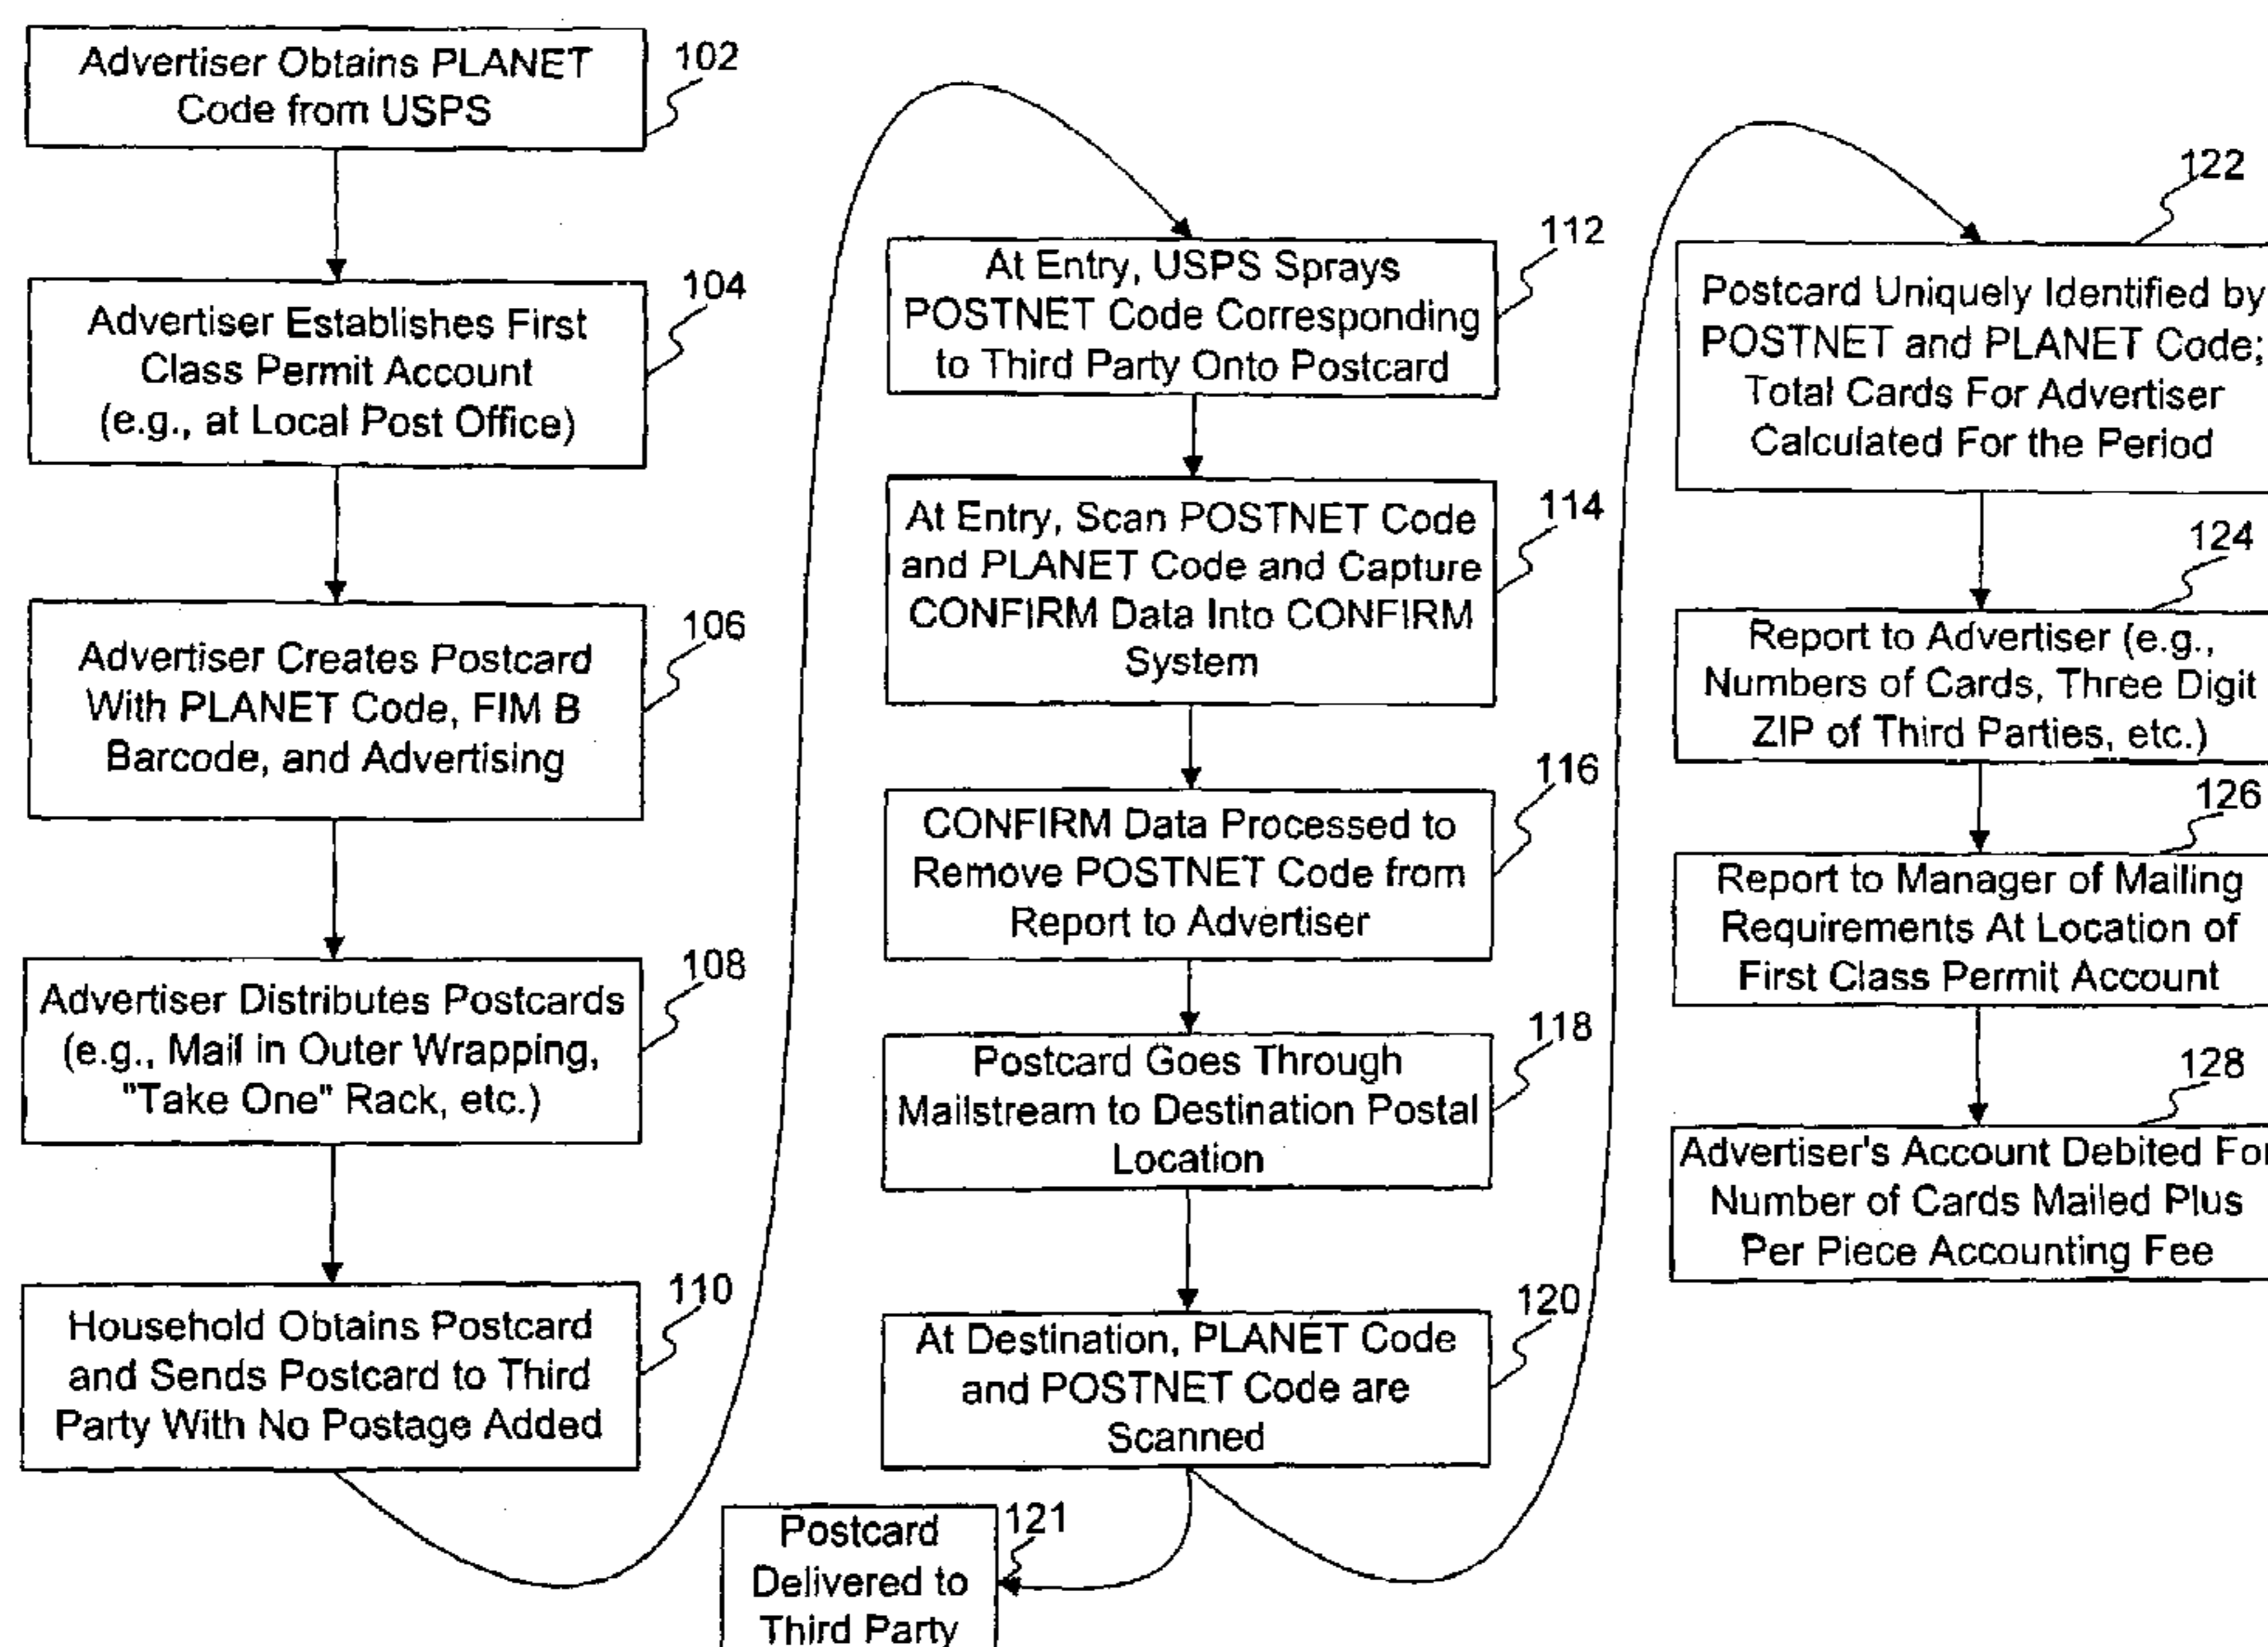 Advertiser Obtains PLANET
Code from USPS
102
Advertiser Establishes First
Class Permit Account
(e.g., at Local Post Office)
104
Advertiser Creates Postcard
With PLANET Code, FIM B
Barcode, and Advertising
106
Advertiser Distributes Postcards
(e.g., Mail in Outer Wrapping,
"Take One" Rack, etc.)
108
Household Obtains Postcard
and Sends Postcard to Third
Party With No Postage Added
110
At Entry, USPS Sprays
POSTNET Code Corresponding
to Third Party Onto Postcard
112
At Entry, Scan POSTNET Code
and PLANET Code and Capture
CONFIRM Data Into CONFIRM
System
114
CONFIRM Data Processed to
Remove POSTNET Code from
Report to Advertiser
116
Postcard Goes Through
Mailstream to Destination Postal
Location
118
At Destination, PLANET Code
and POSTNET Code are
Scanned
120
Postcard
Delivered to
Third Party
121
Postcard Uniquely Identified by
POSTNET and PLANET Code;
Total Cards For Advertiser
Calculated For the Period
122
Report to Advertiser (e.g.,
Numbers of Cards, Three Digit
ZIP of Third Parties, etc.)
124
Report to Manager of Mailing
Requirements At Location of
First Class Permit Account
126
Advertiser's Account Debited For
Number of Cards Mailed Plus
Per Piece Accounting Fee
128